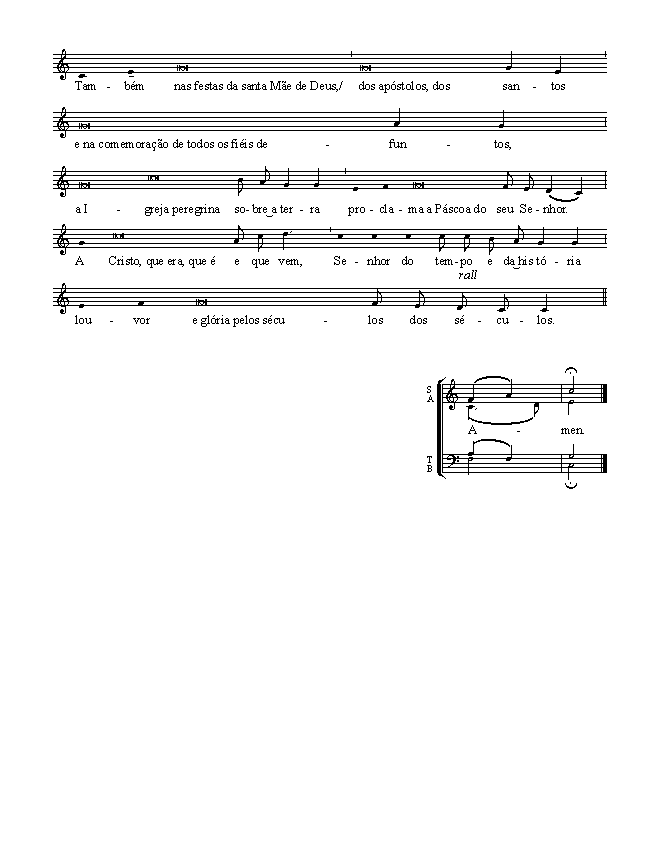 Tam - bém nas festas da santa Mãe de Deus,/ dos apóstolos, dos san - tos
e na comemoração de todos os fiéis de - fun - tos,
a I - greja peregrina so-bre_a ter-ra pro-cla-ma a Páscoa do seu Se-nhor.
A Cristo, que era, que é e que vem, Se-nhor do tem-po e da_his tó-ria
rall
lou - vor e glória pelos sécu - los dos sé - cu - los.
S
A
A - men.
T
B